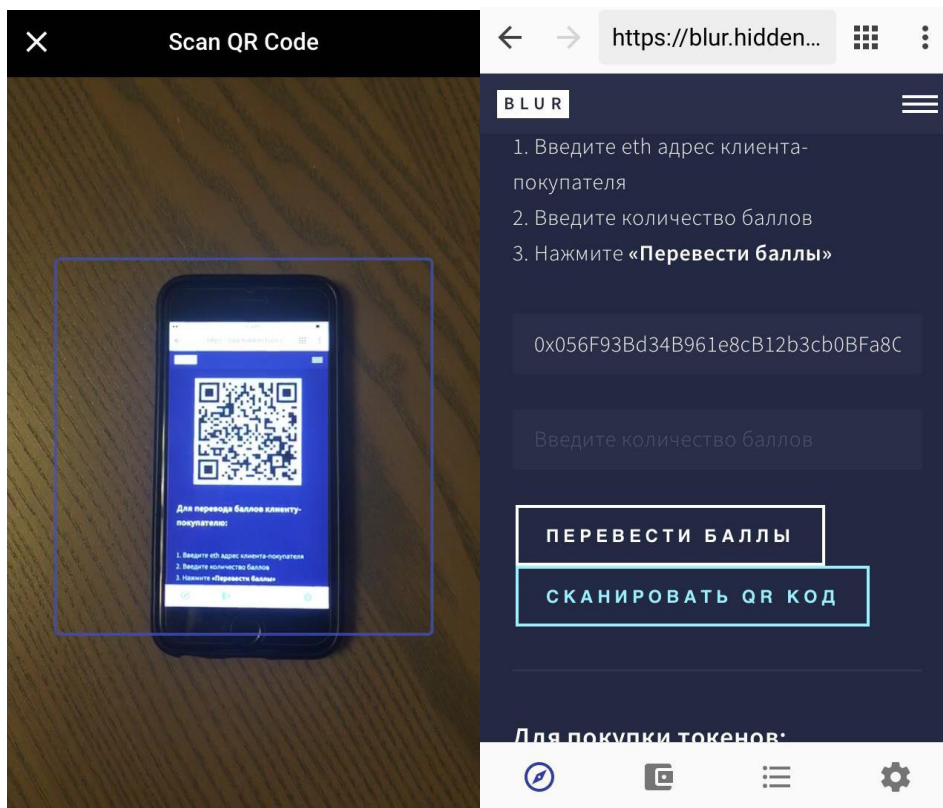 Scan QR Code
Для перевода баллов клиенту-
покупателю:
1. Введите eth адрес клиента-покупателя
2. Введите количество баллов
3. Нажмите «Перевести баллы»
https://blur.hidden...
BLUR
1. Введите eth адрес клиента-
покупателя
2. Введите количество баллов
3. Нажмите «Перевести баллы»
0x056F93Bd34B961e8cB12b3cb0BFa8C
Введите количество баллов
ПЕРЕВЕСТИ БАЛЛЫ
СКАНИРОВАТЬ QR КОД
Для покупки токенов: